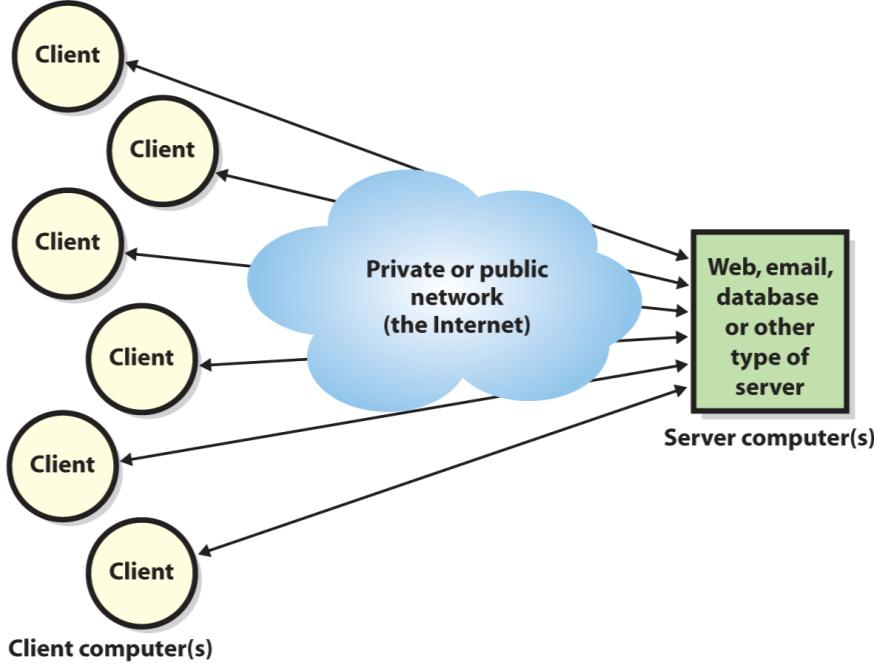 Client
Client
Client
Client
Client
Client
Client computer(s)
Private or public
network
(the Internet)
Web, email,
database
or other
type of
server
Server computer(s)